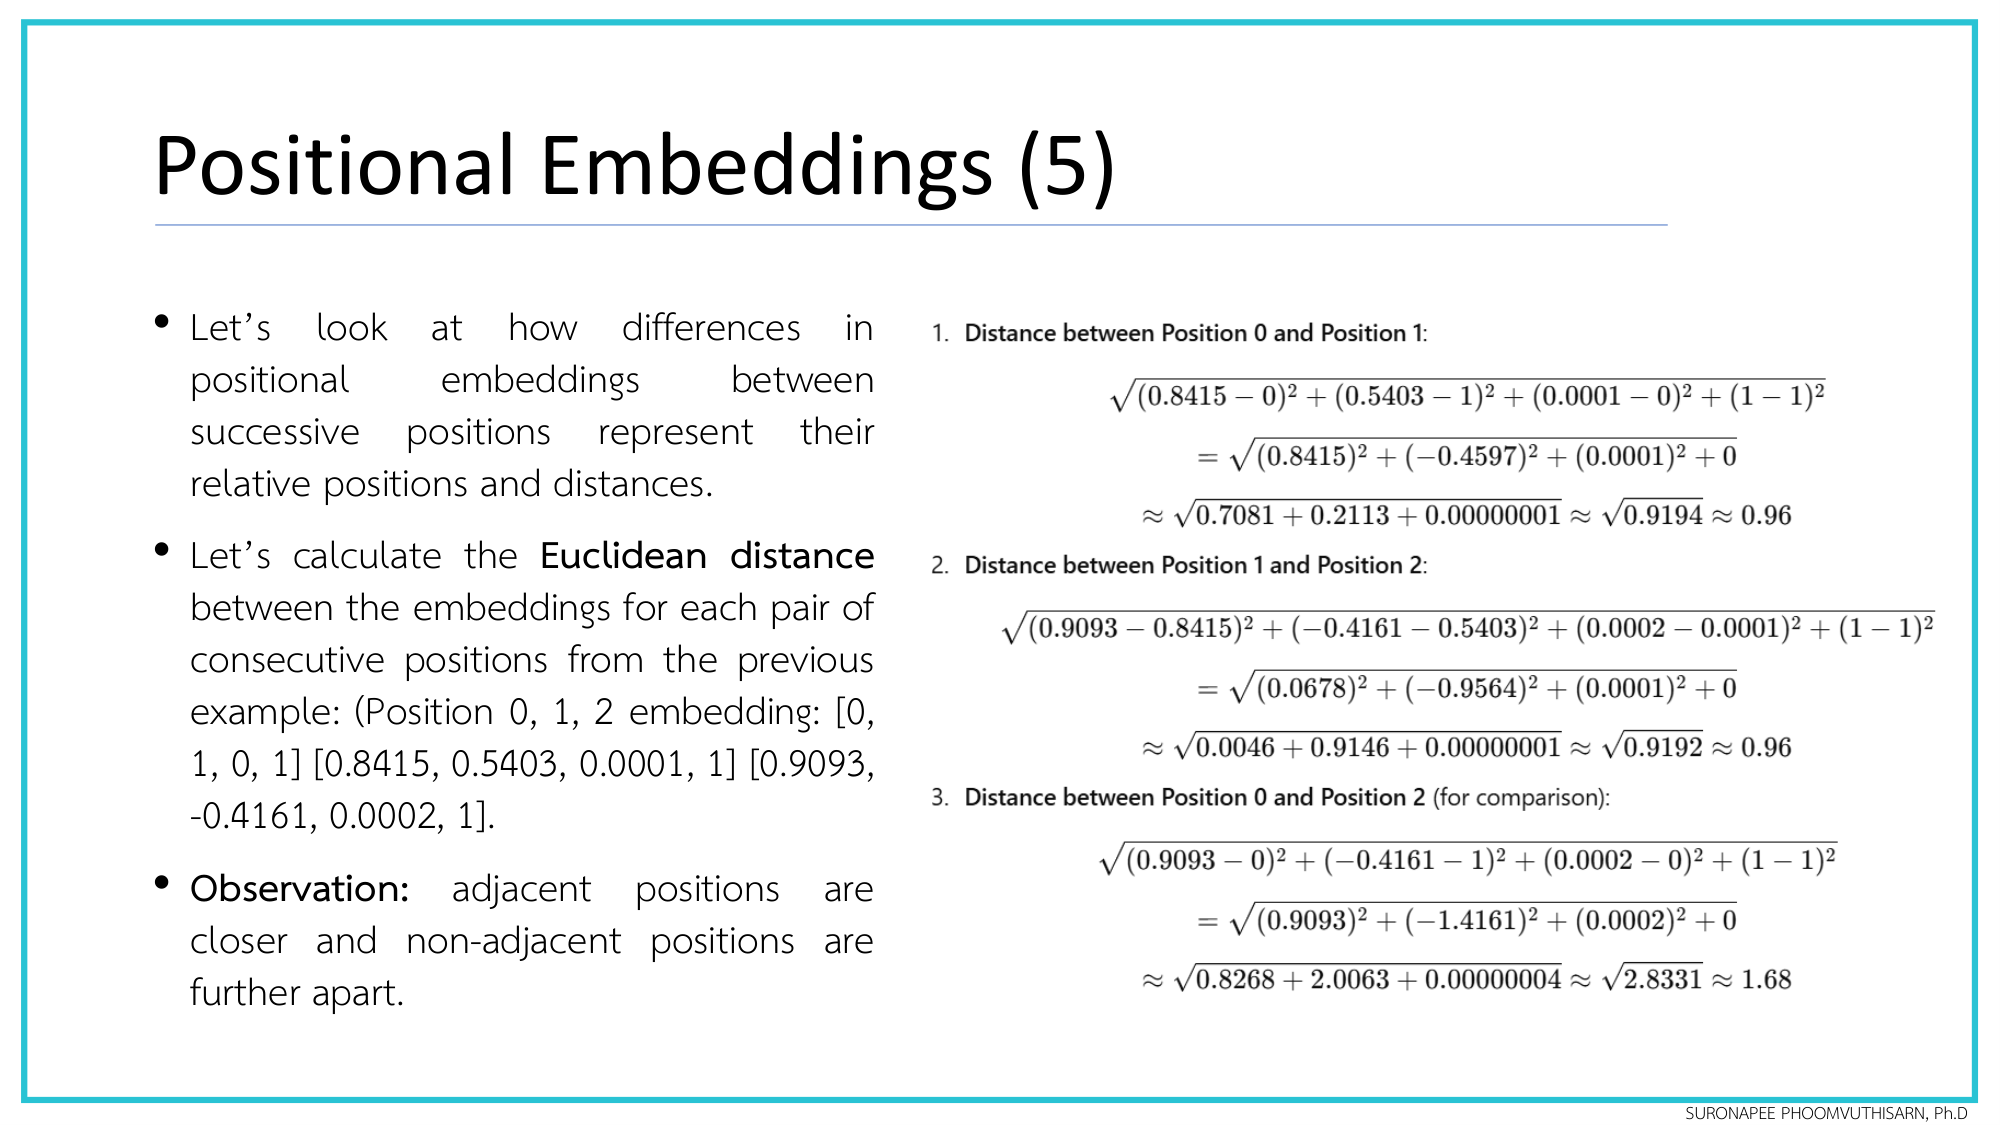 Positional Embeddings (5)
• Let’s look at how differences in
positional embeddings between
successive positions represent their
relative positions and distances.
• Let’s calculate the Euclidean distance
between the embeddings for each pair of
consecutive positions from the previous
example: (Position 0, 1, 2 embedding: [0,
1, 0, 1] [0.8415, 0.5403, 0.0001, 1] [0.9093,
-0.4161, 0.0002, 1].
• Observation: adjacent positions are
closer and non-adjacent positions are
further apart.
1. Distance between Position 0 and Position 1:
√(0.8415 − 0)² + (0.5403 − 1)² + (0.0001 − 0)² + (1 − 1)²
= √(0.8415)² + (−0.4597)² + (0.0001)² + 0
≈ √0.7081 + 0.2113 + 0.00000001 ≈ √0.9194 ≈ 0.96
2. Distance between Position 1 and Position 2:
√(0.9093 − 0.8415)² + (−0.4161 − 0.5403)² + (0.0002 − 0.0001)² + (1 − 1)²
= √(0.0678)² + (−0.9564)² + (0.0001)² + 0
≈ √0.0046 + 0.9146 + 0.00000001 ≈ √0.9192 ≈ 0.96
3. Distance between Position 0 and Position 2 (for comparison):
√(0.9093 − 0)² + (−0.4161 − 1)² + (0.0002 − 0)² + (1 − 1)²
= √(0.9093)² + (−1.4161)² + (0.0002)² + 0
≈ √0.8268 + 2.0063 + 0.00000004 ≈ √2.8331 ≈ 1.68
SURONAPEE PHOOMVUTHISARN, Ph.D